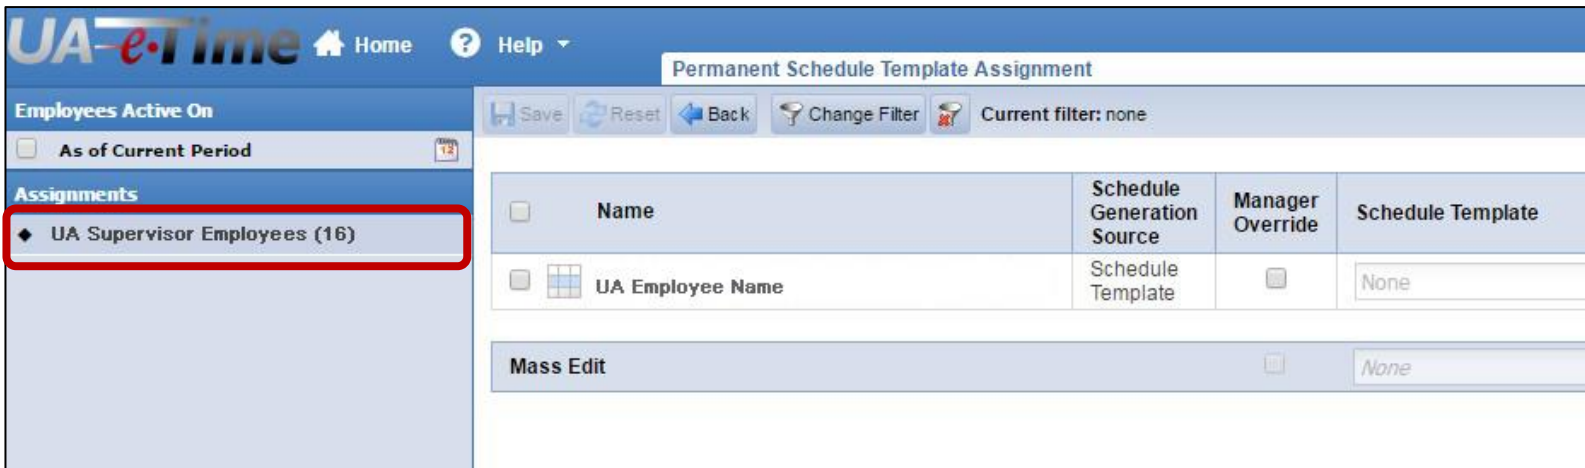 UA-e·Time Home Help
Permanent Schedule Template Assignment
Employees Active On
Save Reset Back Change Filter Current filter: none
As of Current Period 12
Assignments
UA Supervisor Employees (16)
Name
Schedule
Generation
Source
Manager
Override
Schedule Template
UA Employee Name
Schedule
Template
None
Mass Edit
None